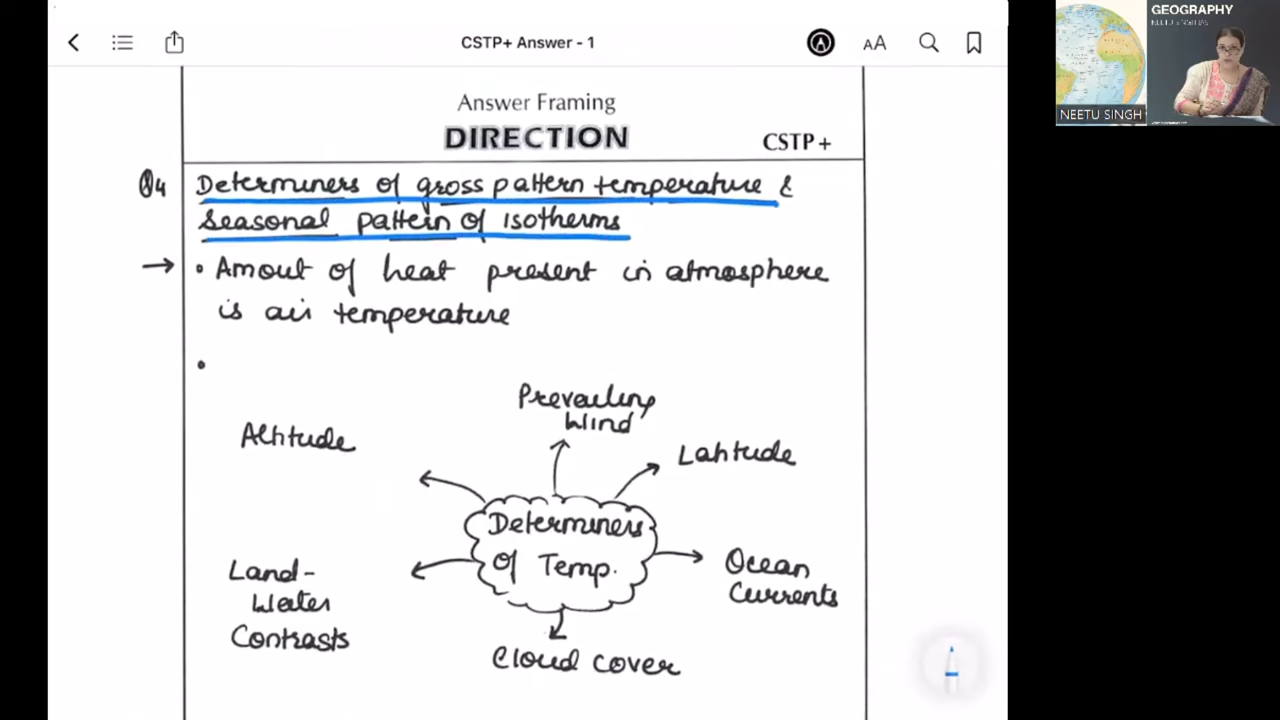 CSTP+ Answer - 1
AA
GEOGRAPHY
NEETU SINGH
Answer Framing
DIRECTION
CSTP+
Q4 Determiners of gross pattern temperature &
Seasonal pattern of isotherms
→ • Amout of heat present in atmosphere
is air temperature
•
Prevailing
Wind
Altitude
Latitude
Determiners
of Temp.
Ocean
Currents
Land-
Water
Contrasts
Cloud cover